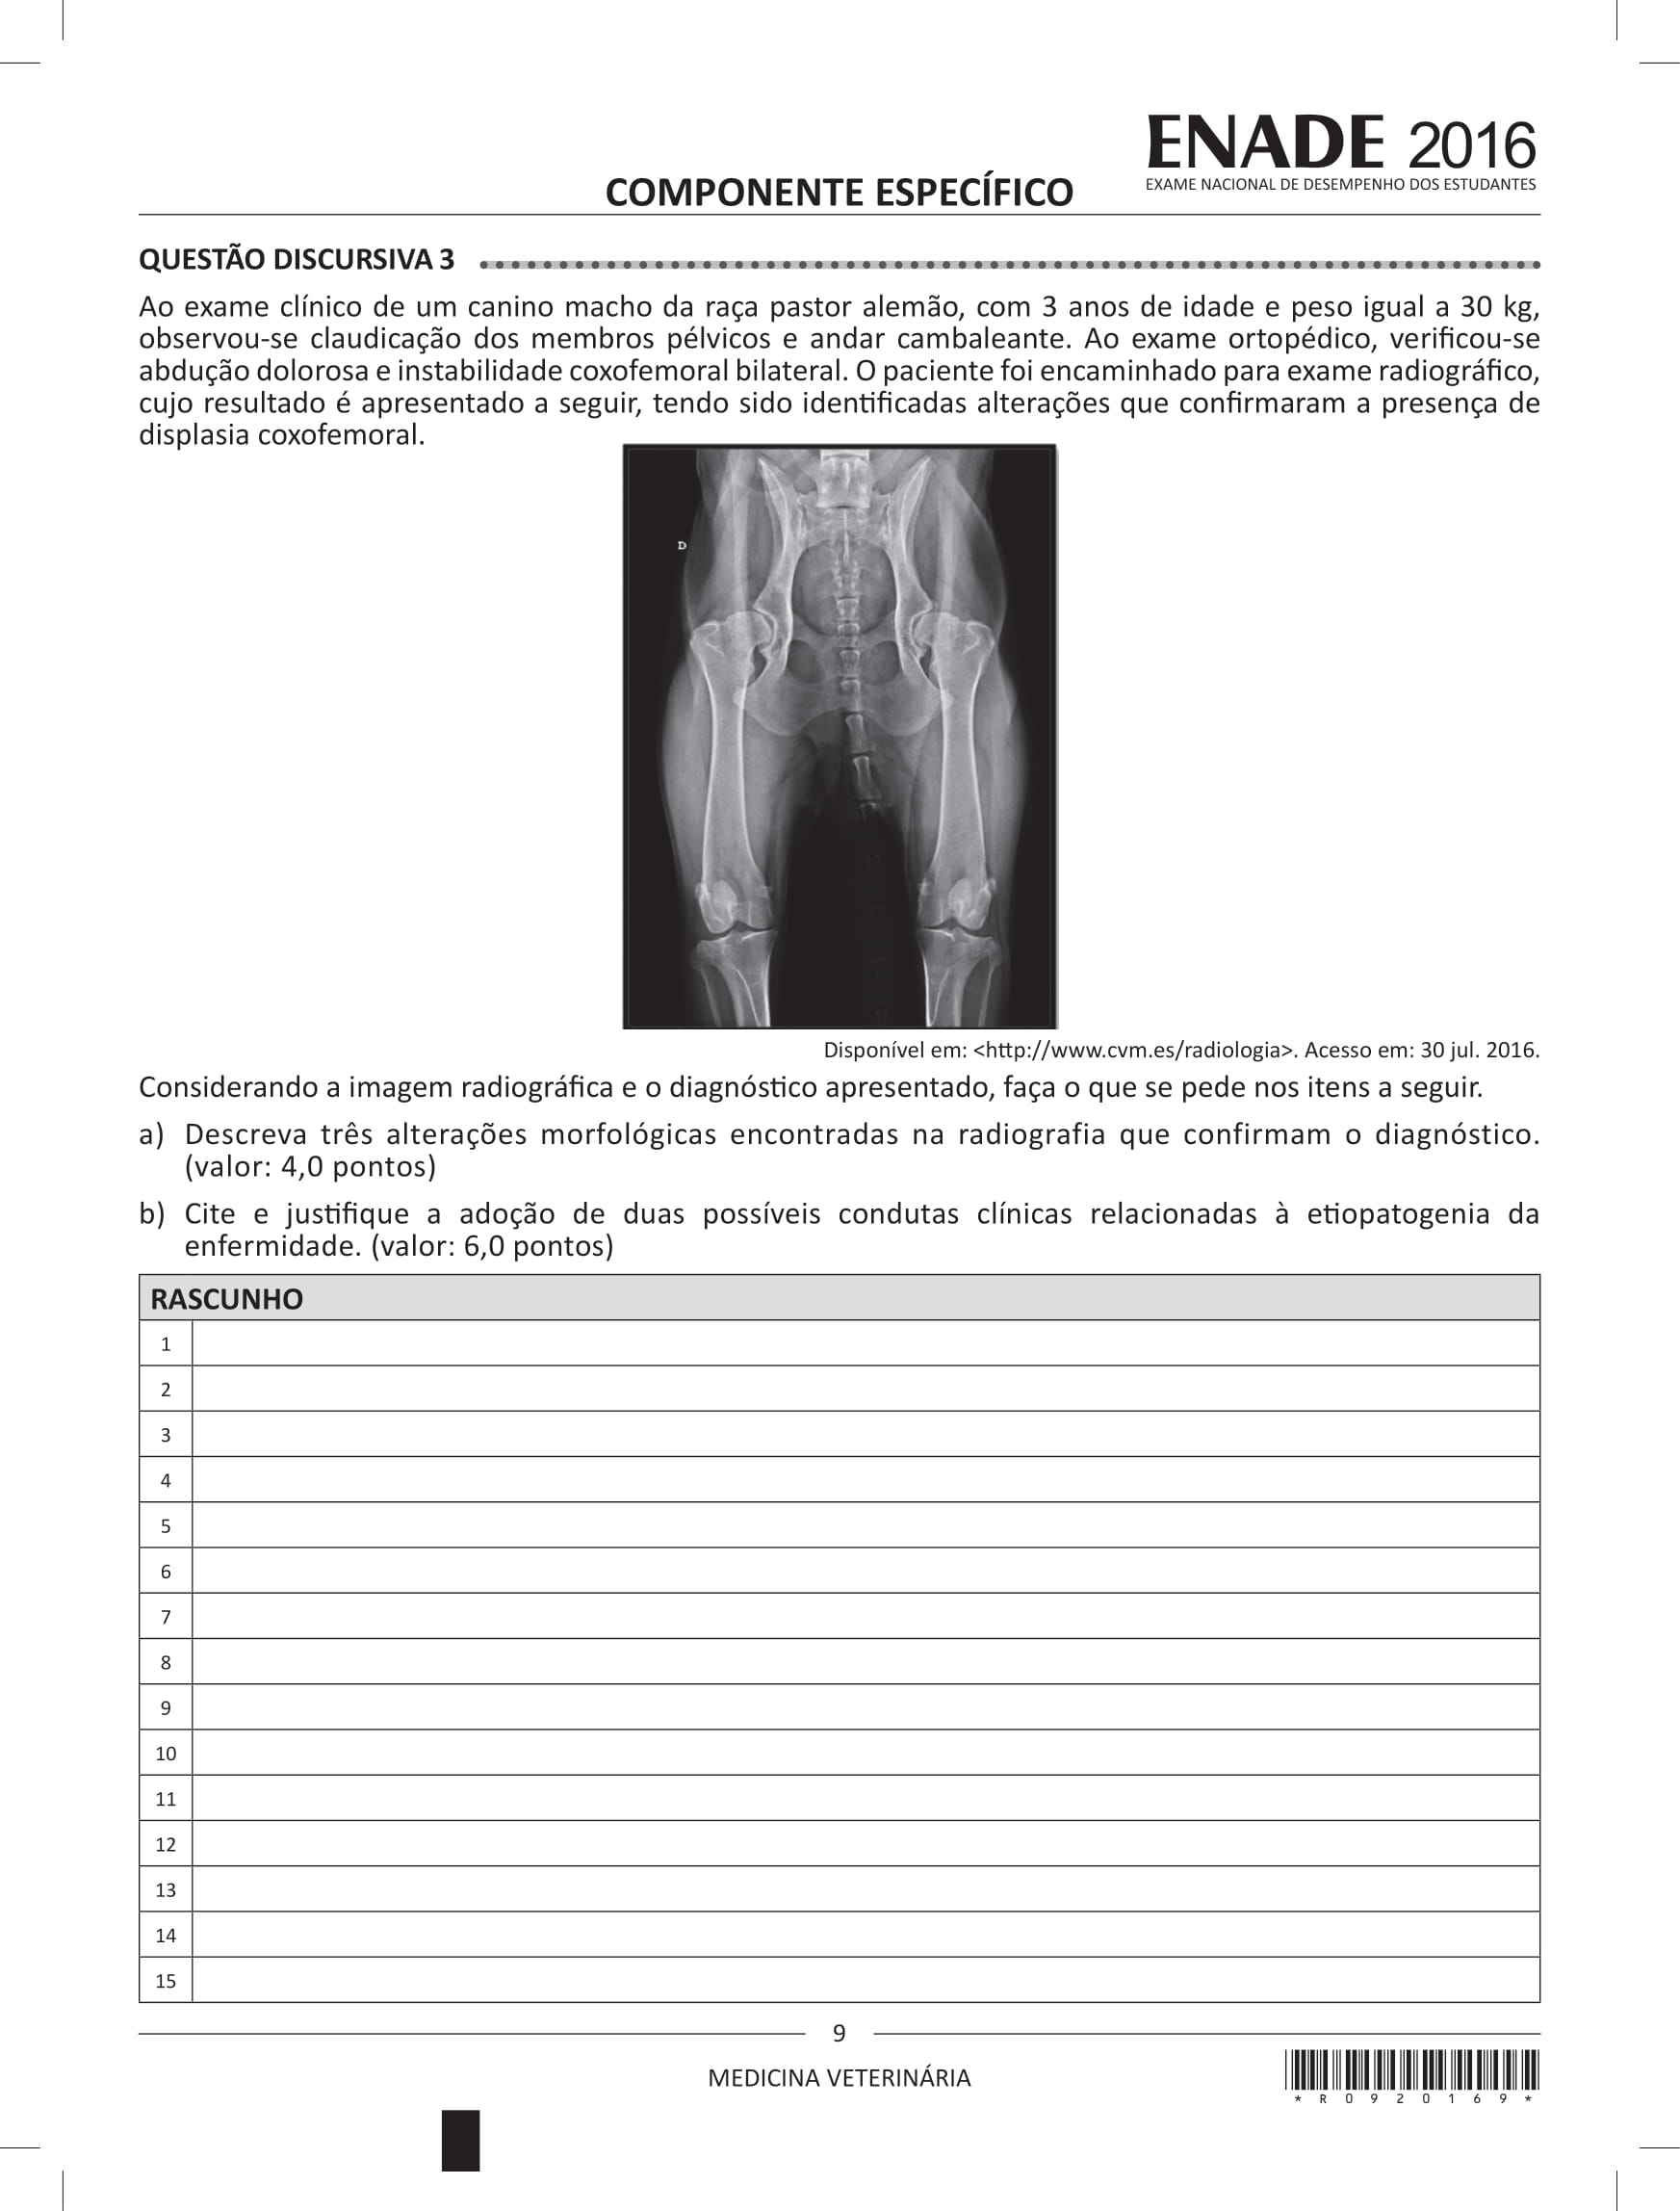 ENADE 2016
EXAME NACIONAL DE DESEMPENHO DOS ESTUDANTES
COMPONENTE ESPECÍFICO
QUESTÃO DISCURSIVA 3
Ao exame clínico de um canino macho da raça pastor alemão, com 3 anos de idade e peso igual a 30 kg,
observou-se claudicação dos membros pélvicos e andar cambaleante. Ao exame ortopédico, verificou-se
abdução dolorosa e instabilidade coxofemoral bilateral. O paciente foi encaminhado para exame radiográfico,
cujo resultado é apresentado a seguir, tendo sido identificadas alterações que confirmaram a presença de
displasia coxofemoral.
D
Disponível em: <http://www.cvm.es/radiologia>. Acesso em: 30 jul. 2016.
Considerando a imagem radiográfica e o diagnóstico apresentado, faça o que se pede nos itens a seguir.
a) Descreva três alterações morfológicas encontradas na radiografia que confirmam o diagnóstico.
(valor: 4,0 pontos)
b) Cite e justifique a adoção de duas possíveis condutas clínicas relacionadas à etiopatogenia da
enfermidade. (valor: 6,0 pontos)
RASCUNHO
1
2
3
4
5
6
7
8
9
10
11
12
13
14
15
9
MEDICINA VETERINÁRIA
* R 0 9 2 0 1 6 9 *